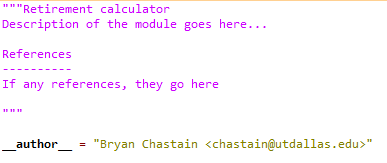 """Retirement calculator
Description of the module goes here...
References
----------
If any references, they go here
"""
__author__ = "Bryan Chastain <chastain@utdallas.edu>"